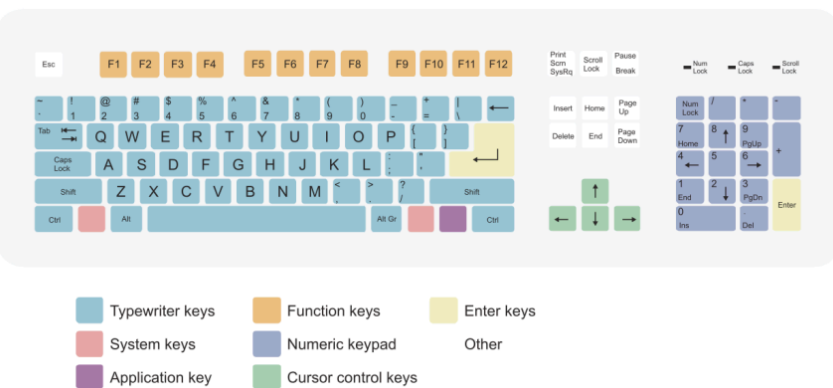 Esc F1 F2 F3 F4 F5 F6 F7 F8 F9 F10 F11 F12
Print Scrn SysRq Scroll Lock Pause Break
Num Lock Caps Lock Scroll Lock
~ ! @ # $ % ^ & * ( ) _ + |
` 1 2 3 4 5 6 7 8 9 0 - = \ ←
Insert Home Page Up
Num Lock / * -
Tab Q W E R T Y U I O P { [ } ]
Delete End Page Down
7 Home 8 ↑ 9 PgUp +
Caps Lock A S D F G H J K L : ; " '
4 ← 5 6 →
Shift Z X C V B N M < , > . ? / Shift
↑
1 End 2 ↓ 3 PgDn Enter
Ctrl Alt Alt Gr Ctrl
← ↓ →
0 Ins . Del
Typewriter keys Function keys Enter keys
System keys Numeric keypad Other
Application key Cursor control keys